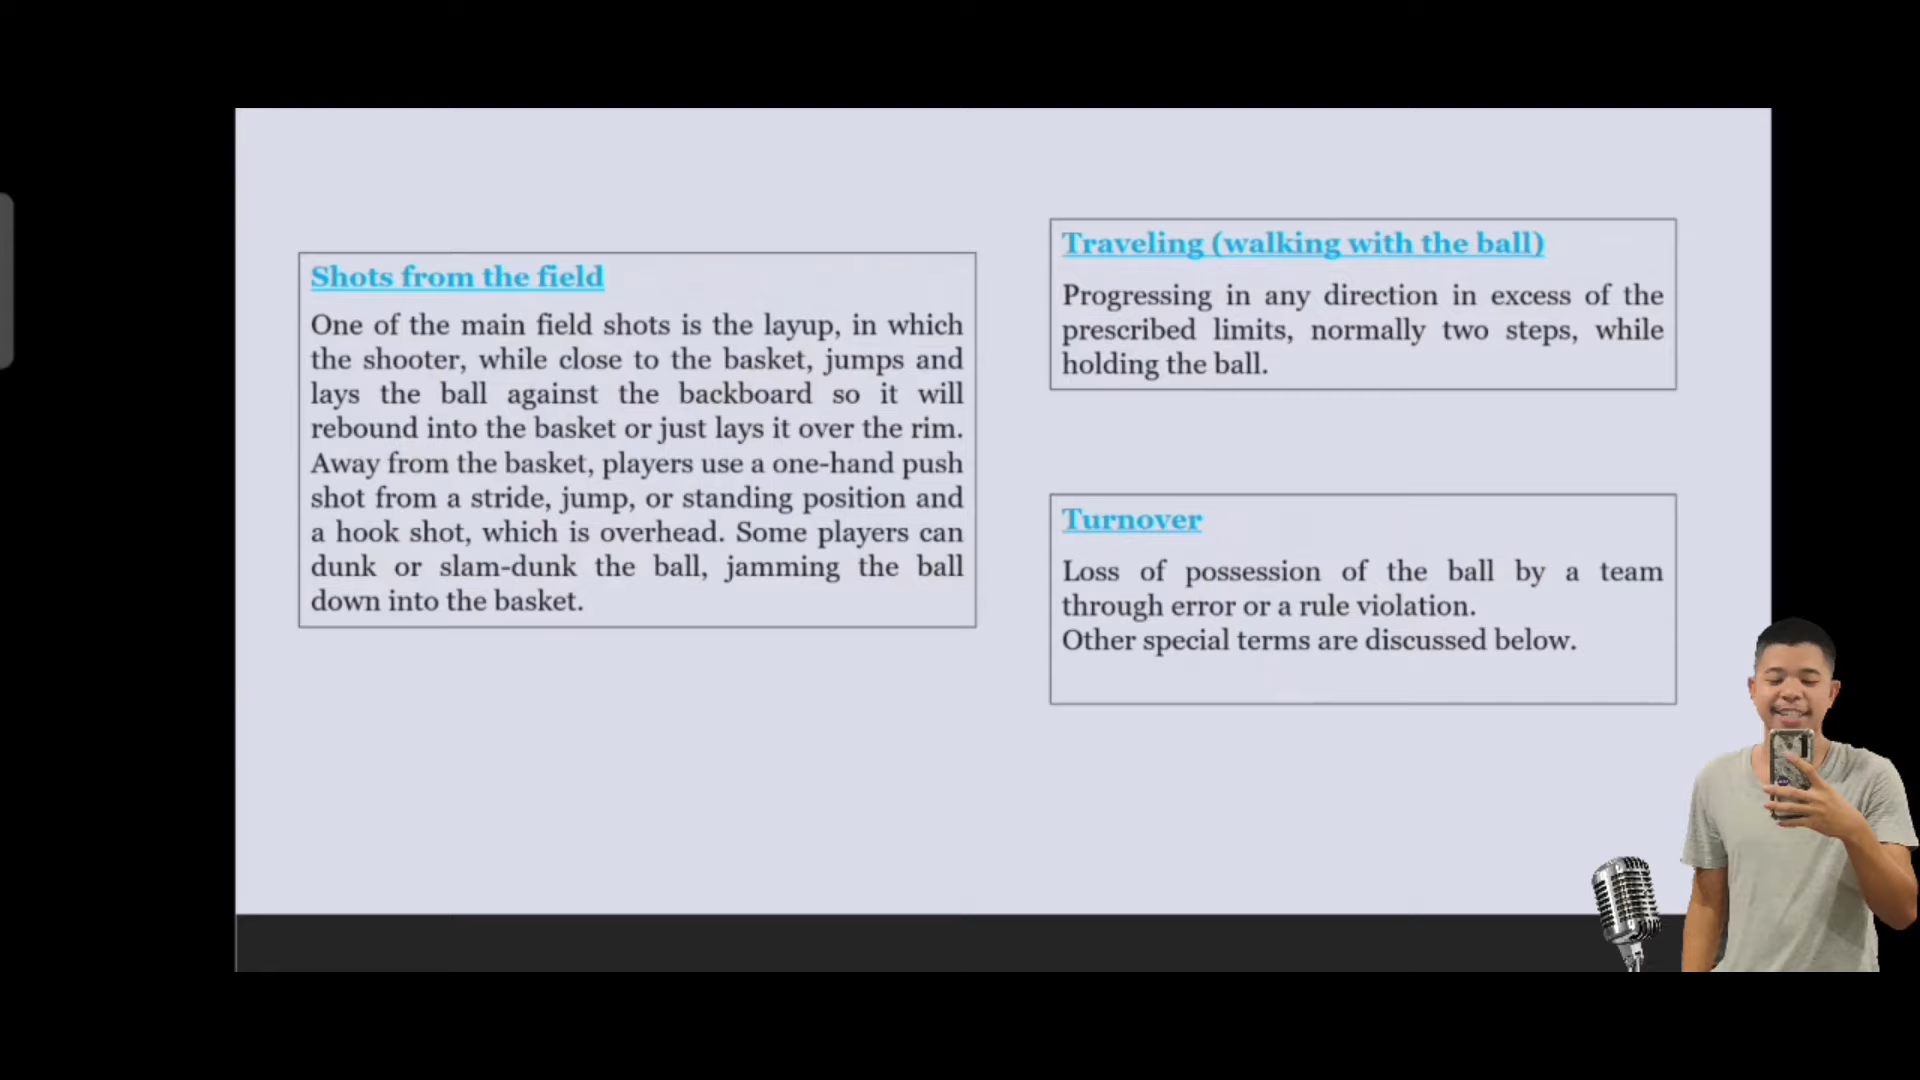 Shots from the field
One of the main field shots is the layup, in which
the shooter, while close to the basket, jumps and
lays the ball against the backboard so it will
rebound into the basket or just lays it over the rim.
Away from the basket, players use a one-hand push
shot from a stride, jump, or standing position and
a hook shot, which is overhead. Some players can
dunk or slam-dunk the ball, jamming the ball
down into the basket.
Traveling (walking with the ball)
Progressing in any direction in excess of the
prescribed limits, normally two steps, while
holding the ball.
Turnover
Loss of possession of the ball by a team
through error or a rule violation.
Other special terms are discussed below.